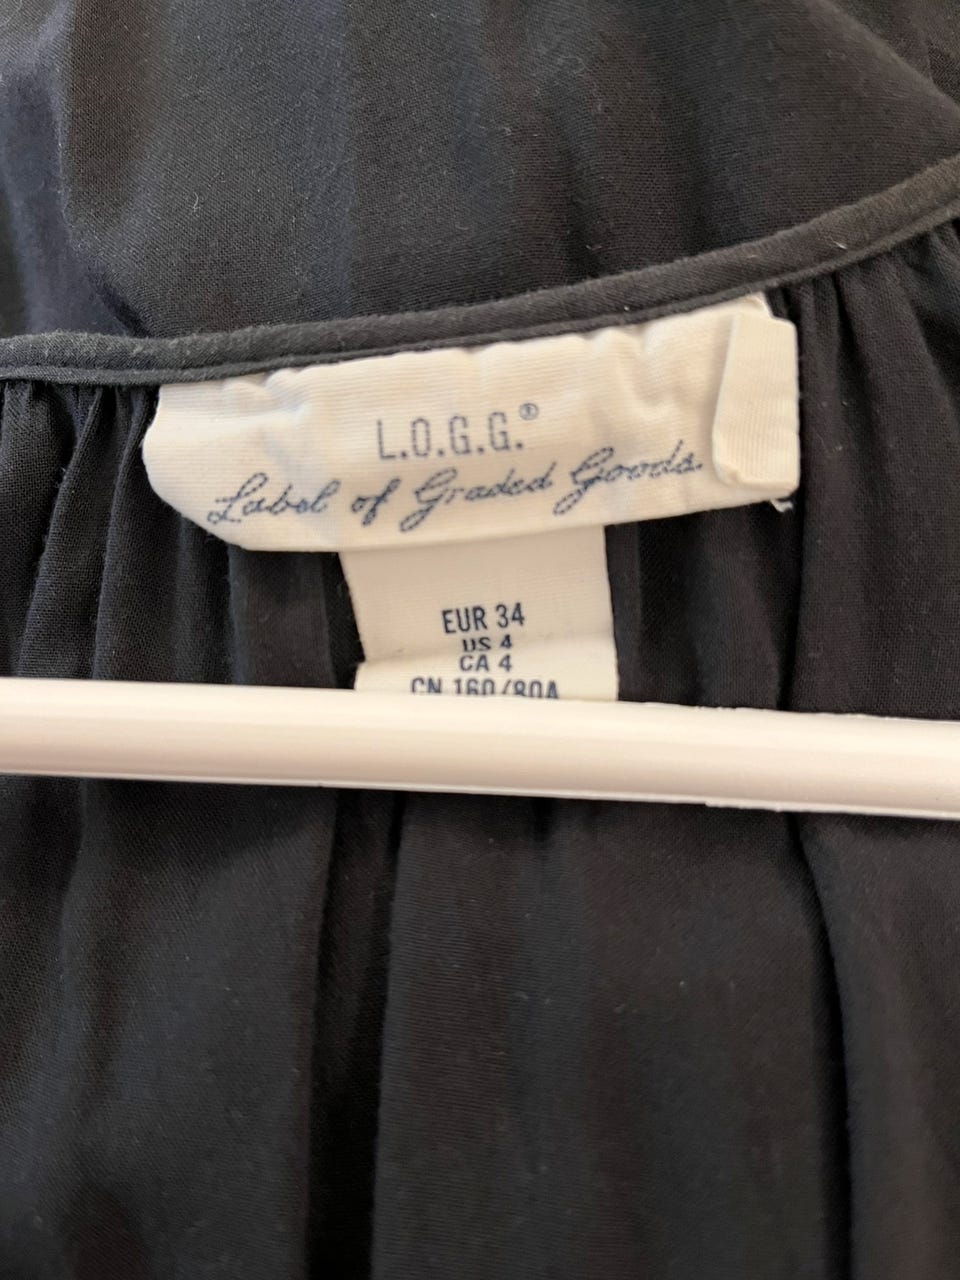 L.O.G.G.®
Label of Graded Goods.
EUR 34
US 4
CA 4
CN 160/80A